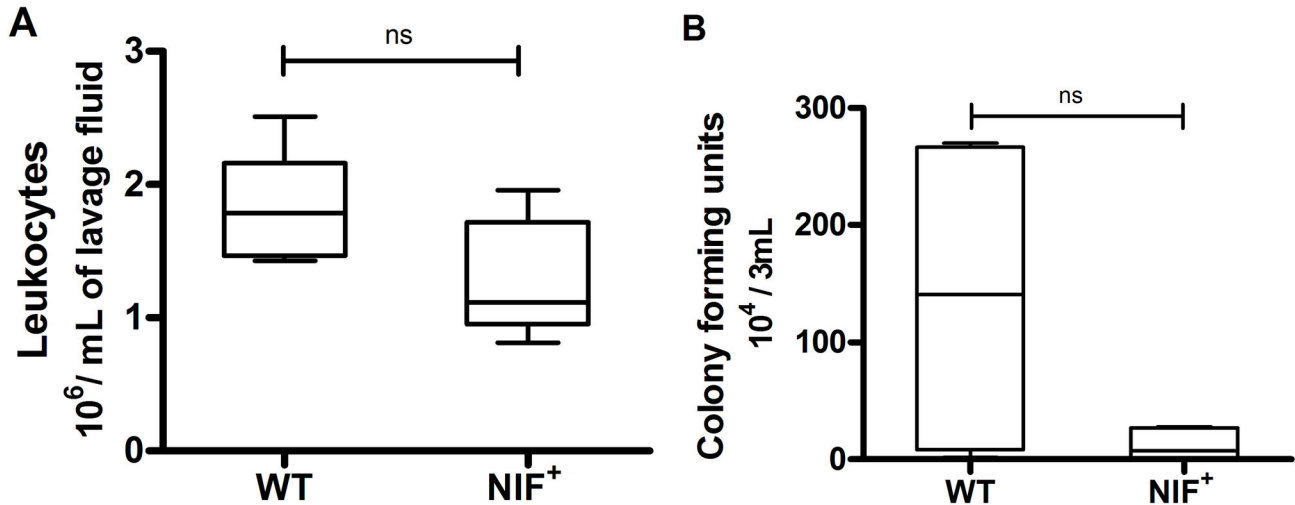 A
Leukocytes
10⁶/ mL of lavage fluid
3
2
1
0
ns
WT
NIF⁺
B
Colony forming units
10⁴ / 3mL
300
200
100
0
ns
WT
NIF⁺